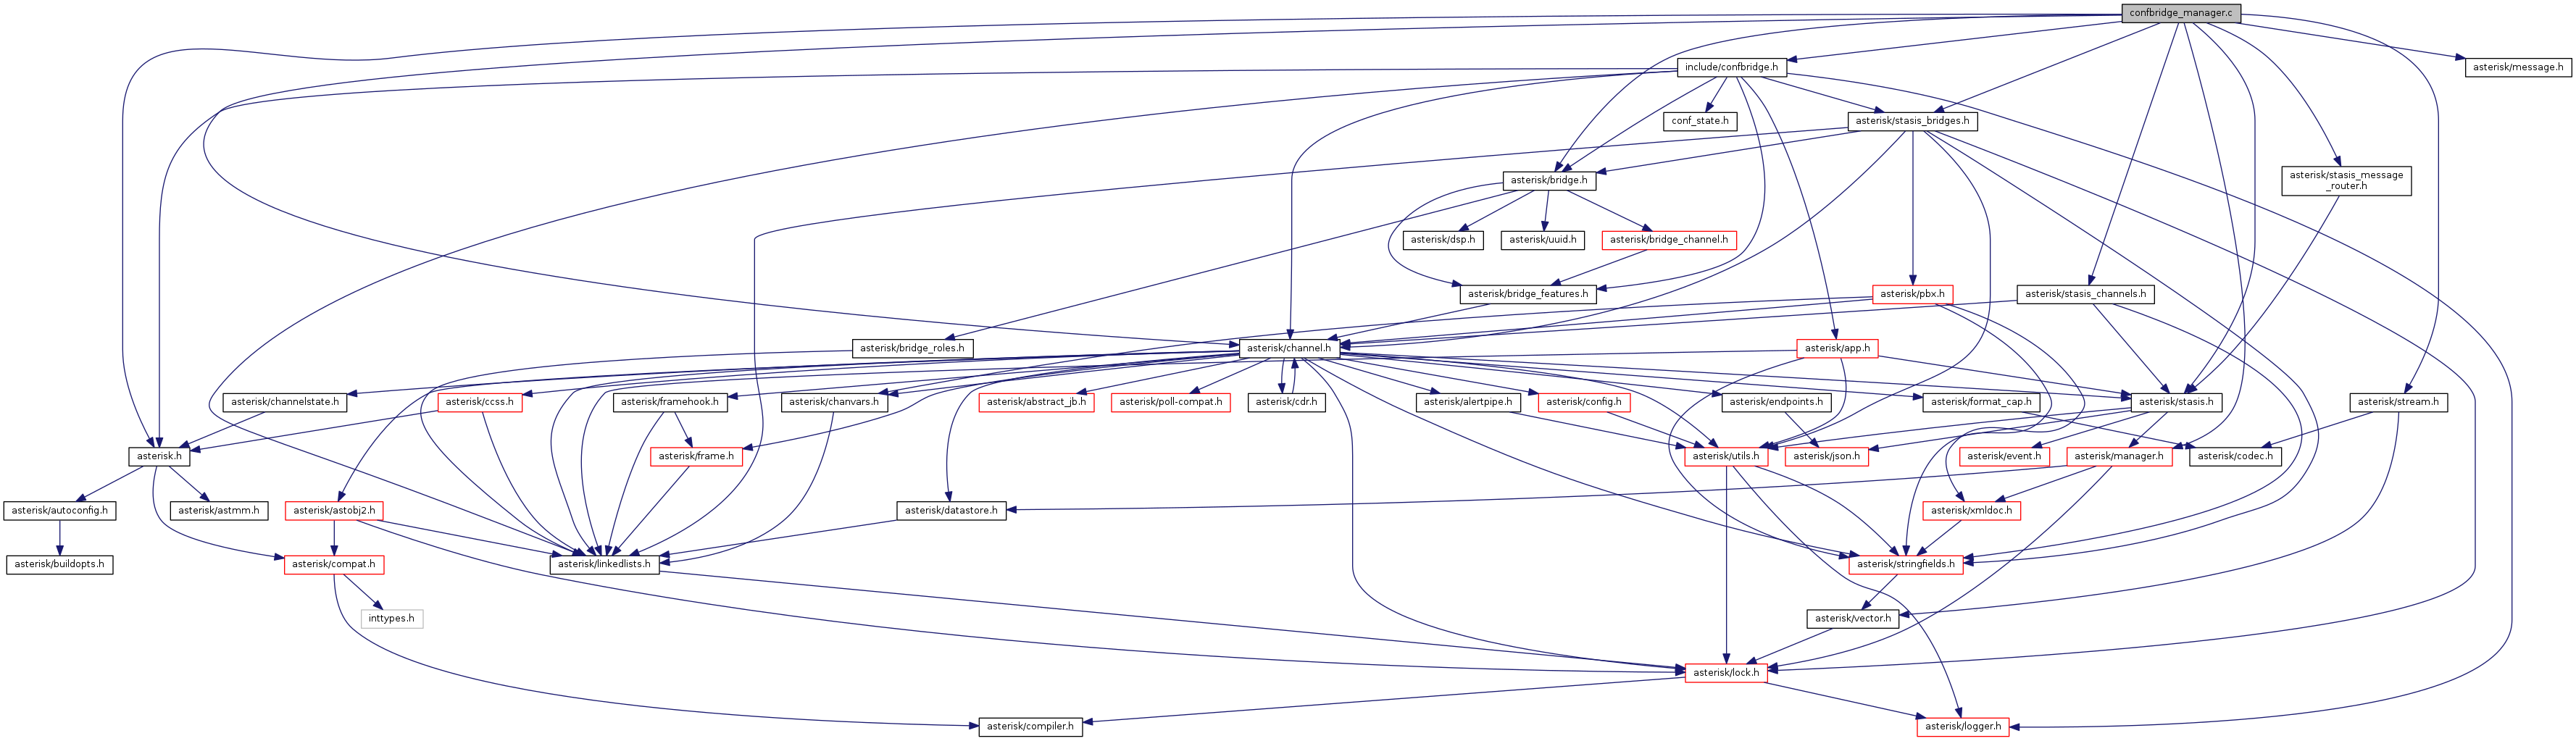 confbridge_manager.c
include/confbridge.h
asterisk/message.h
conf_state.h
asterisk/stasis_bridges.h
asterisk/bridge.h
asterisk/stasis_message
_router.h
asterisk/dsp.h
asterisk/uuid.h
asterisk/bridge_channel.h
asterisk/bridge_features.h
asterisk/pbx.h
asterisk/stasis_channels.h
asterisk/bridge_roles.h
asterisk/channel.h
asterisk/app.h
asterisk/channelstate.h
asterisk/ccss.h
asterisk/framehook.h
asterisk/chanvars.h
asterisk/abstract_jb.h
asterisk/poll-compat.h
asterisk/cdr.h
asterisk/alertpipe.h
asterisk/config.h
asterisk/endpoints.h
asterisk/format_cap.h
asterisk/stasis.h
asterisk/stream.h
asterisk.h
asterisk/frame.h
asterisk/utils.h
asterisk/json.h
asterisk/event.h
asterisk/manager.h
asterisk/codec.h
asterisk/autoconfig.h
asterisk/astmm.h
asterisk/astobj2.h
asterisk/datastore.h
asterisk/xmldoc.h
asterisk/buildopts.h
asterisk/compat.h
asterisk/linkedlists.h
asterisk/stringfields.h
inttypes.h
asterisk/vector.h
asterisk/lock.h
asterisk/compiler.h
asterisk/logger.h